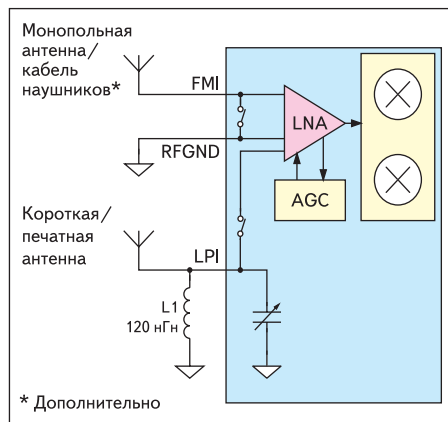 Монопольная
антенна/
кабель
наушников*
FMI
LNA
RFGND
AGC
Короткая/
печатная
антенна
LPI
L1
120 нГн
* Дополнительно